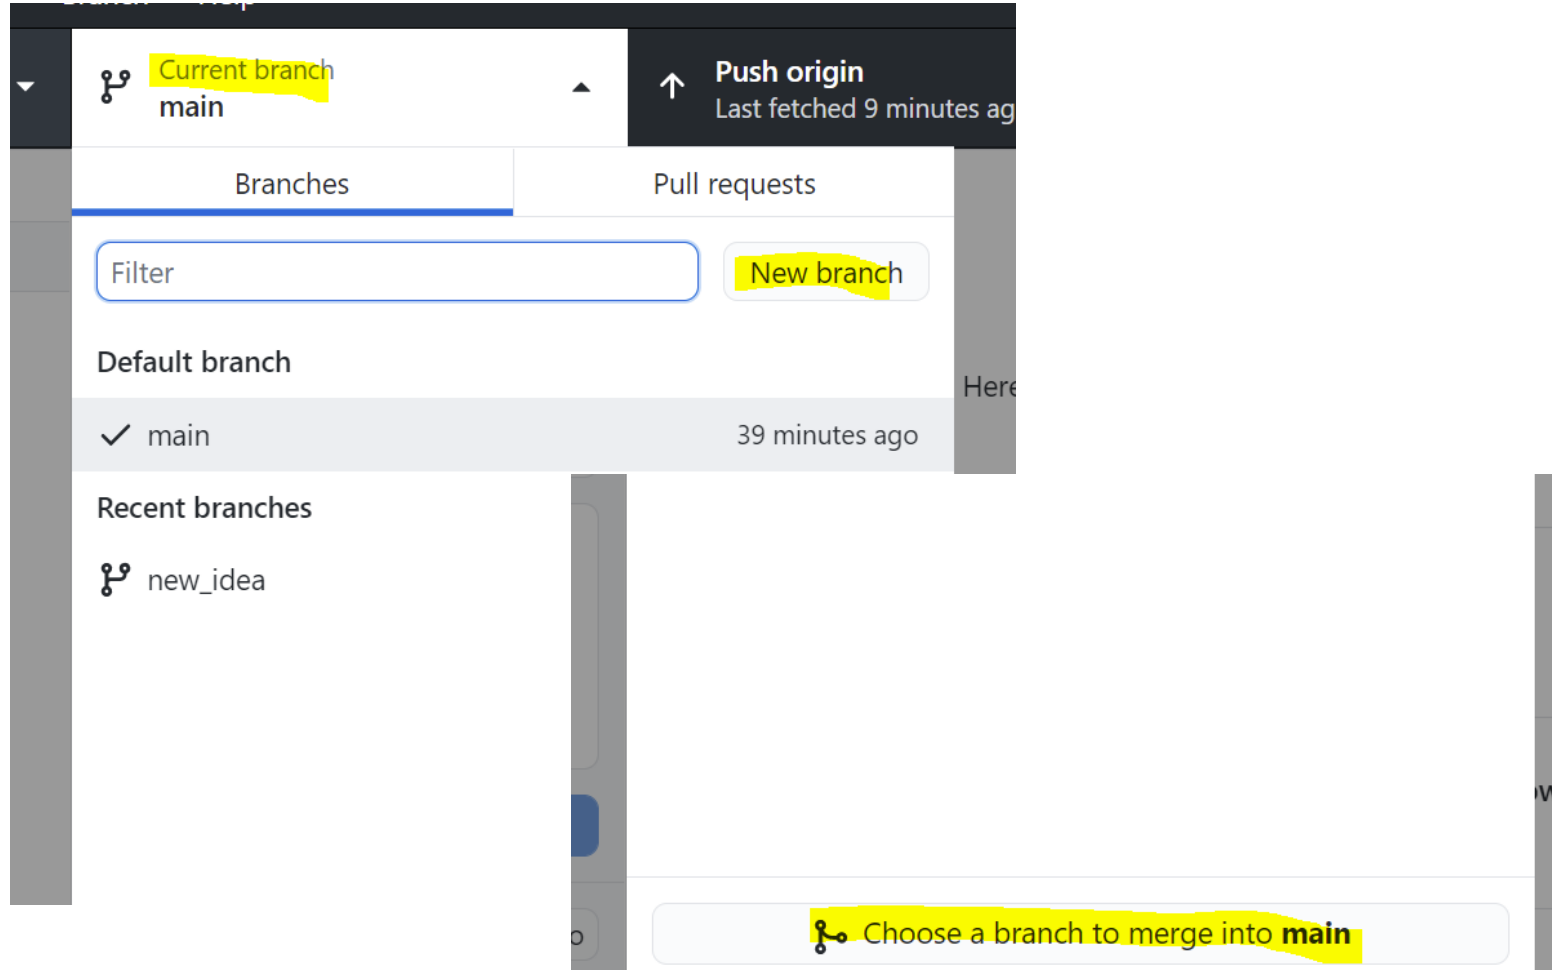 Current branch
main
Push origin
Last fetched 9 minutes ag
Branches
Pull requests
Filter
New branch
Default branch
Here
main
39 minutes ago
Recent branches
new_idea
Choose a branch to merge into main